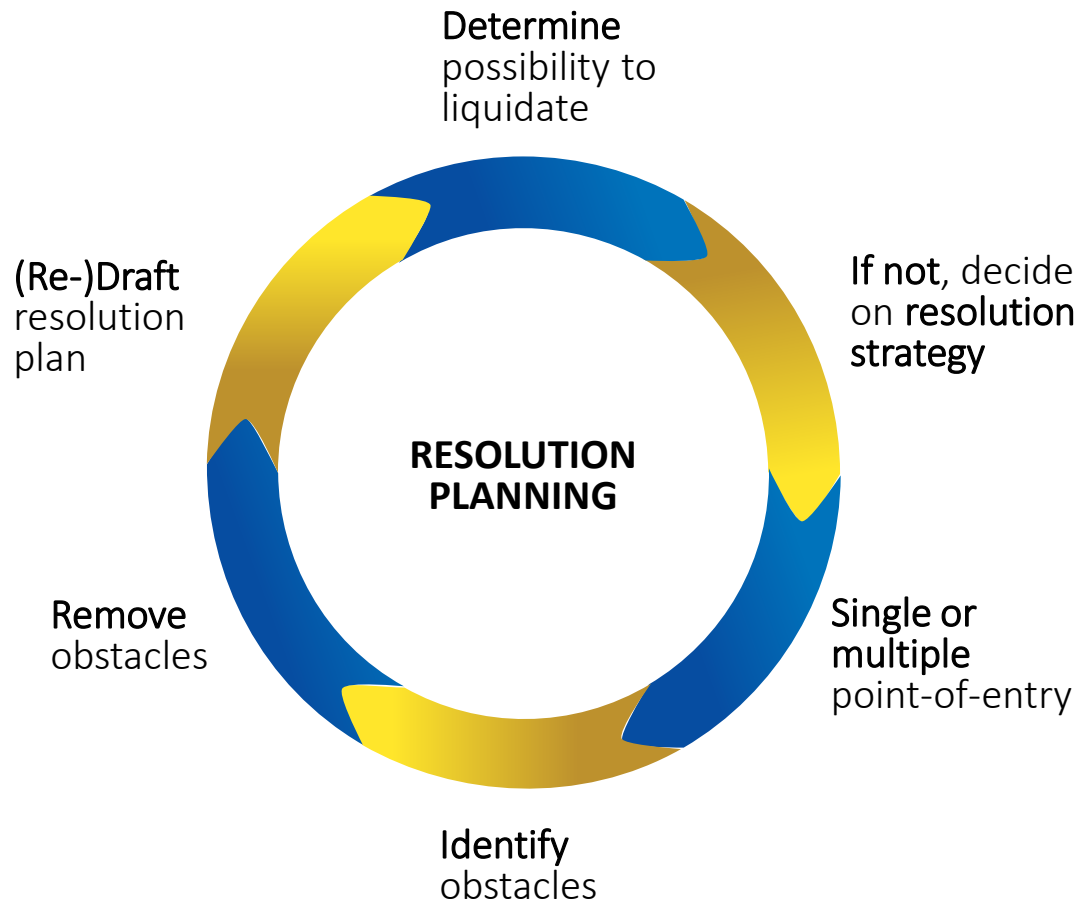 Determine
possibility to
liquidate
If not, decide
on resolution
strategy
Single or
multiple
point-of-entry
Identify
obstacles
Remove
obstacles
(Re-)Draft
resolution
plan
RESOLUTION
PLANNING